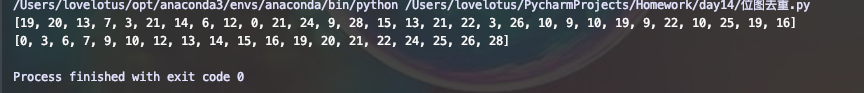 /Users/lovelotus/opt/anaconda3/envs/anaconda/bin/python /Users/lovelotus/PycharmProjects/Homework/day14/位图去重.py
[19, 20, 13, 7, 3, 21, 14, 6, 12, 0, 21, 24, 9, 28, 15, 13, 21, 22, 3, 26, 10, 9, 10, 19, 9, 22, 10, 25, 19, 16]
[0, 3, 6, 7, 9, 10, 12, 13, 14, 15, 16, 19, 20, 21, 22, 24, 25, 26, 28]
Process finished with exit code 0